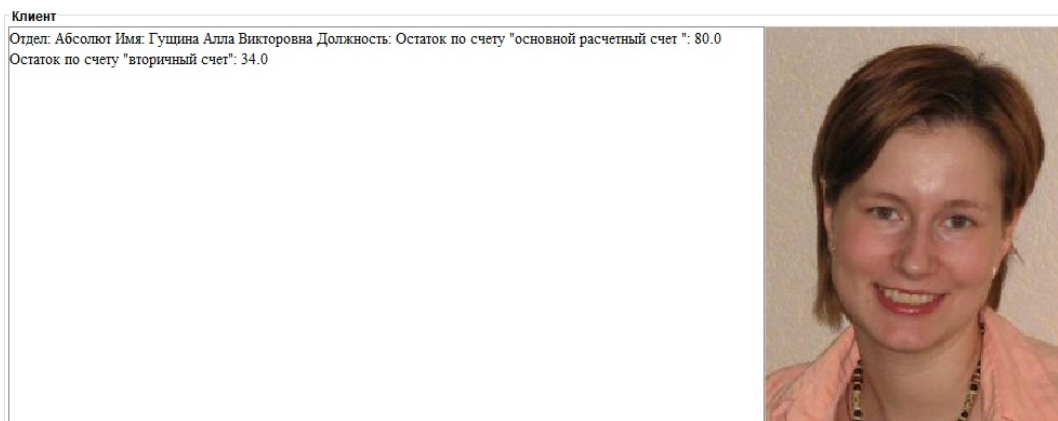 Клиент
Отдел: Абсолют Имя: Гущина Алла Викторовна Должность: Остаток по счету "основной расчетный счет ": 80.0
Остаток по счету "вторичный счет": 34.0